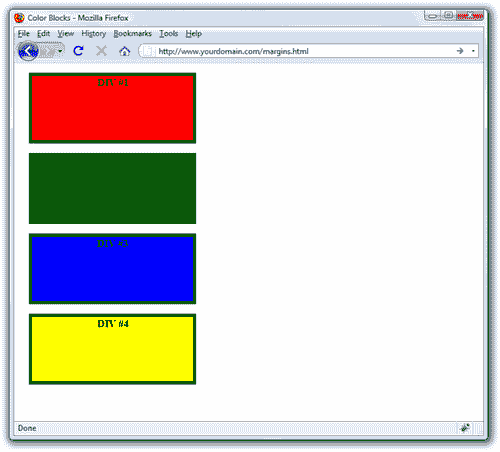 Color Blocks - Mozilla Firefox
File Edit View History Bookmarks Tools Help
http://www.yourdomain.com/margins.html
DIV #1
DIV #3
DIV #4
Done